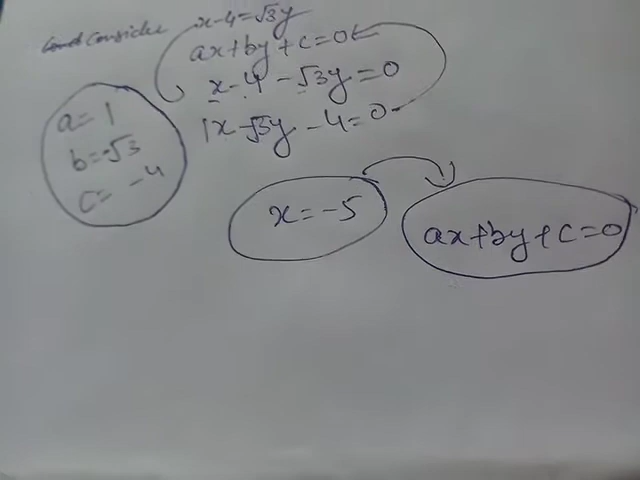 Consider x-4=√3y
ax+by+c=0
x-4-√3y=0
1x-√3y-4=0
a=1
b=-√3
c=-4
x=-5
ax+by+c=0